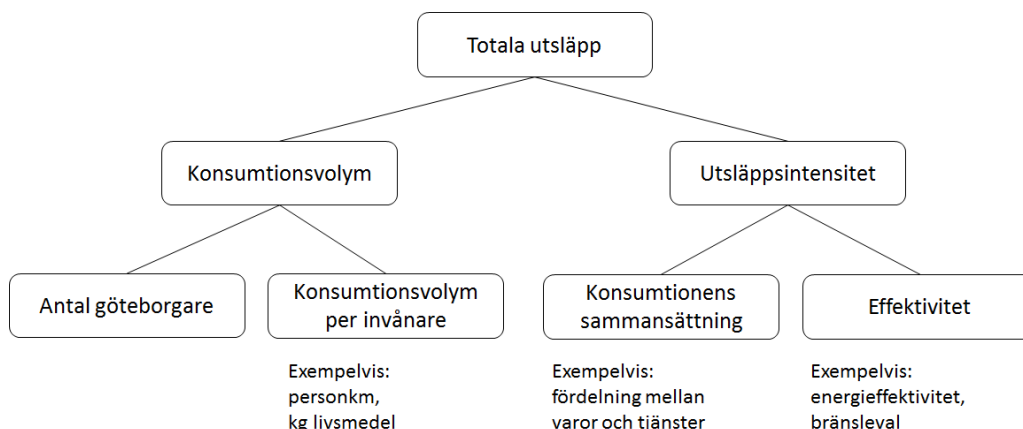 Totala utsläpp
Konsumtionsvolym
Utsläppsintensitet
Antal göteborgare
Konsumtionsvolym
per invånare
Konsumtionens
sammansättning
Effektivitet
Exempelvis:
personkm,
kg livsmedel
Exempelvis:
fördelning mellan
varor och tjänster
Exempelvis:
energieffektivitet,
bränsleval